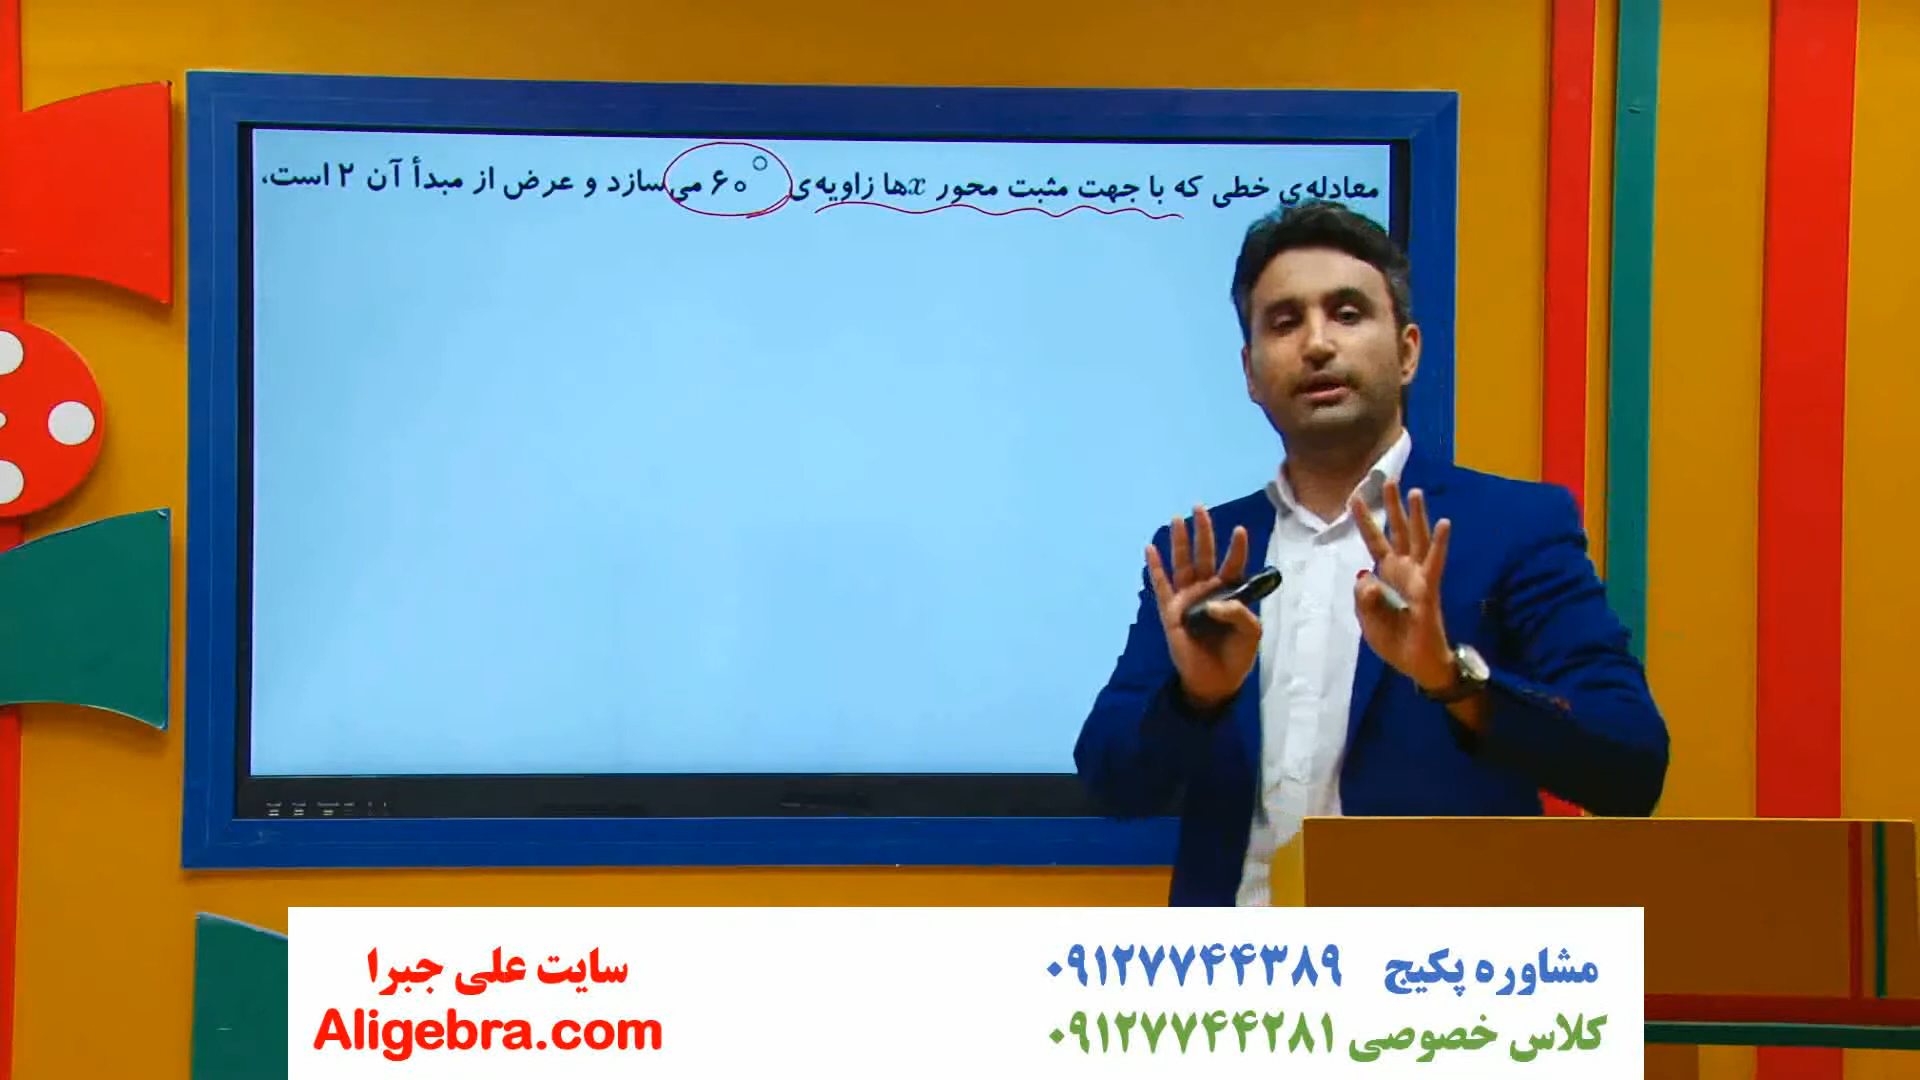 معادله‌ی خطی که با جهت مثبت محور xها زاویه‌ی ۶۰° می‌سازد و عرض از مبدأ آن ۲ است،
سایت علی جبرا
Aligebra.com
مشاوره پکیج ۰۹۱۲۷۷۴۴۳۸۹
کلاس خصوصی ۰۹۱۲۷۷۴۴۲۸۱